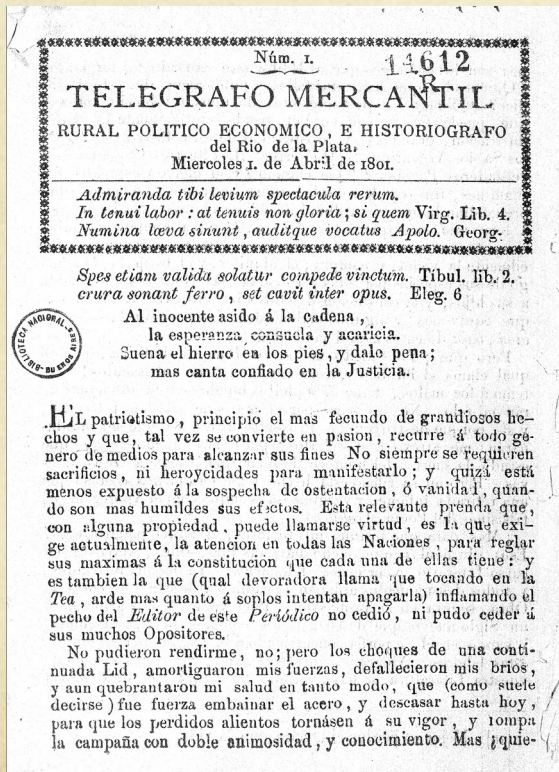 Núm. 1.
14612
R
TELEGRAFO MERCANTIL
RURAL POLITICO ECONOMICO, E HISTORIOGRAFO
del Rio de la Plata.
Miercoles 1. de Abril de 1801.
Admiranda tibi levium spectacula rerum.
In tenui labor : at tenuis non gloria ; si quem Virg. Lib. 4.
Numina læva sinunt, auditque vocatus Apolo. Georg.
Spes etiam valida solatur compede vinctum. Tibul. lib. 2.
crura sonant ferro, set cavit inter opus. Eleg. 6
Al inocente asido á la cadena,
la esperanza consuela y acaricia.
Suena el hierro en los pies, y dale pena;
mas canta confiado en la Justicia.
BIBLIOTECA NACIONAL - BUENOS AIRES
EL patriotismo, principio el mas fecundo de grandiosos he-
chos y que, tal vez se convierte en pasion, recurre á todo gé-
nero de medios para alcanzar sus fines No siempre se requieren
sacrificios, ni heroycidades para manifestarlo; y quizá está
menos expuesto á la sospecha de ostentacion, ó vanidad, quan-
do son mas humildes sus efectos. Esta relevante prenda que,
con alguna propiedad, puede llamarse virtud, es la que exî-
ge actualmente, la atencion en todas las Naciones, para reglar
sus maximas á la constitución que cada una de ellas tiene: y
es tambien la que (qual devoradora llama que tocando en la
Tea, arde mas quanto á soplos intentan apagarla) inflamando el
pecho del Editor de este Periódico no cedió, ni pudo ceder á
sus muchos Opositores.
No pudieron rendirme, no; pero los choques de una conti-
nuada Lid, amortiguaron mis fuerzas, defallecieron mis brios,
y aun quebrantaron mi salud en tanto modo, que (como suele
decirse) fue fuerza embainar el acero, y descasar hasta hoy,
para que los perdidos alientos tornásen á su vigor, y rompa
la campaña con doble animosidad, y conocimiento. Mas ¿quie-